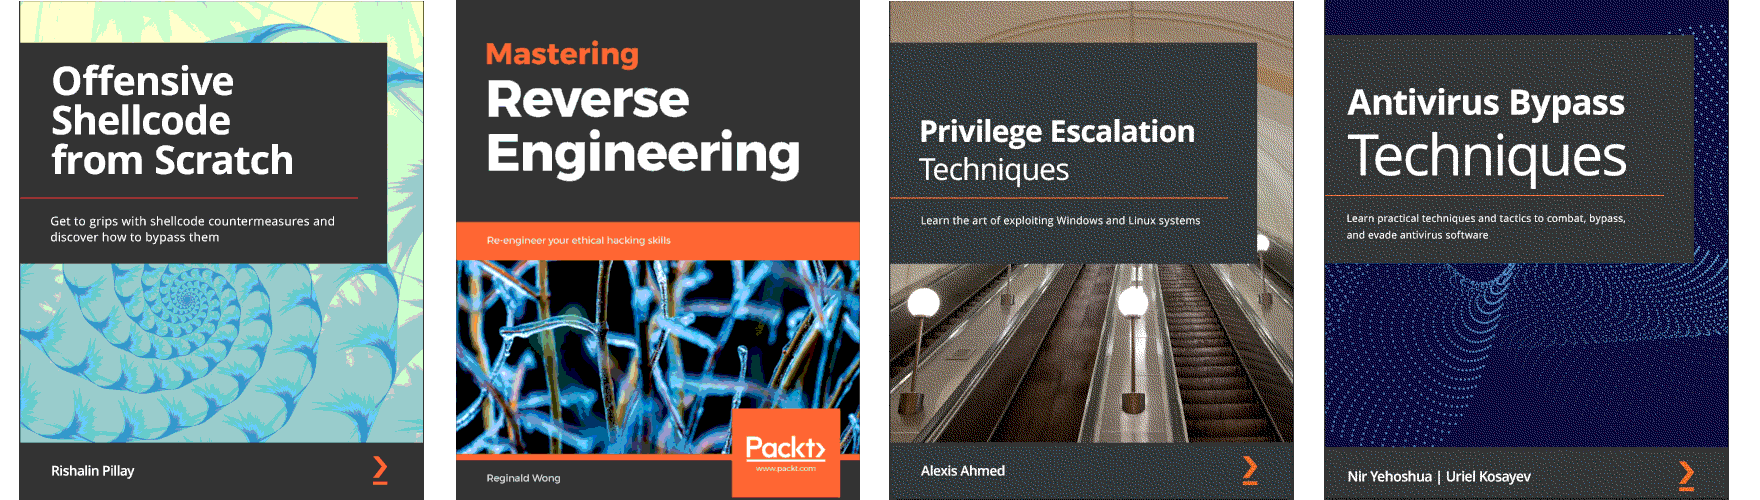 Offensive
Shellcode
from Scratch
Get to grips with shellcode countermeasures and
discover how to bypass them
Rishalin Pillay
Mastering
Reverse
Engineering
Re-engineer your ethical hacking skills
Packt>
www.packt.com
Reginald Wong
Privilege Escalation
Techniques
Learn the art of exploiting Windows and Linux systems
Alexis Ahmed
Antivirus Bypass
Techniques
Learn practical techniques and tactics to combat, bypass,
and evade antivirus software
Nir Yehoshua | Uriel Kosayev